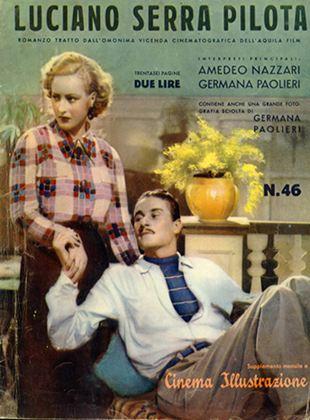 LUCIANO SERRA PILOTA
ROMANZO TRATTO DALL'OMONIMA VICENDA CINEMATOGRAFICA DELL'AQUILA FILM
TRENTASEI PAGINE
DUE LIRE
INTERPRETI PRINCIPALI:
AMEDEO NAZZARI
GERMANA PAOLIERI
CONTIENE ANCHE UNA GRANDE FOTO-
GRAFIA SCIOLTA DI
GERMANA
PAOLIERI
N.46
Supplemento mensile a
Cinema Illustrazione